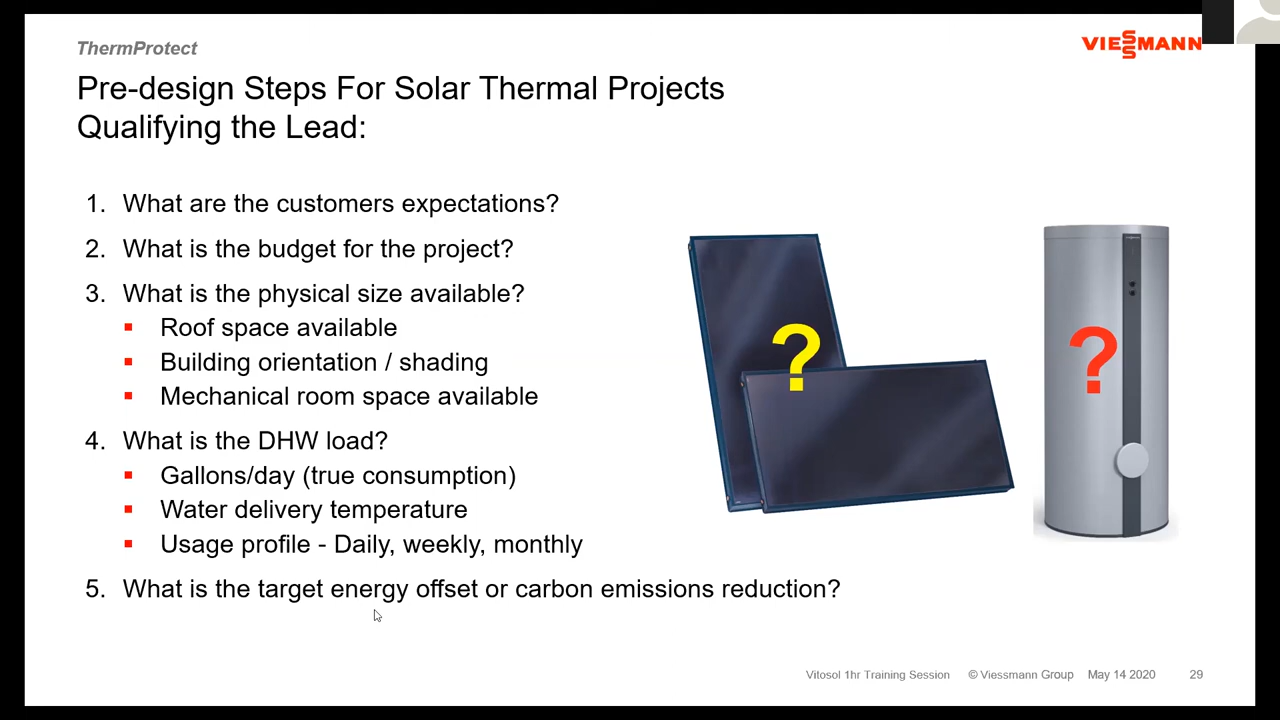 ThermProtect
VIESSMANN
Pre-design Steps For Solar Thermal Projects
Qualifying the Lead:
1. What are the customers expectations?
2. What is the budget for the project?
3. What is the physical size available?
▪ Roof space available
▪ Building orientation / shading
▪ Mechanical room space available
4. What is the DHW load?
▪ Gallons/day (true consumption)
▪ Water delivery temperature
▪ Usage profile - Daily, weekly, monthly
5. What is the target energy offset or carbon emissions reduction?
?
?
Vitosol 1hr Training Session © Viessmann Group May 14 2020 29